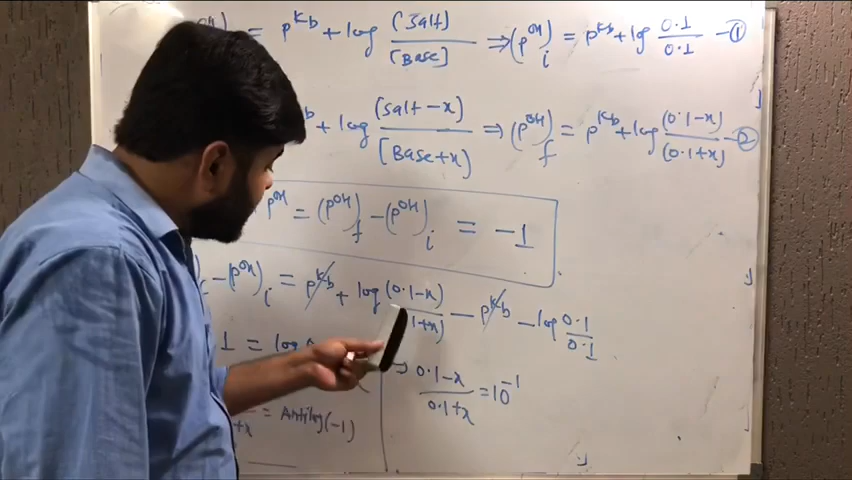 = pKb + log (Salt)/[Base] ⇒ (pOH)i = pKb + log 0.1/0.1 —①
+ log (Salt - x)/[Base + x] ⇒ (pOH)f = pKb + log (0.1-x)/(0.1+x) —②
pOH = (pOH)f - (pOH)i = -1
- (pOH)i = pKb + log (0.1-x)/1+x) - pKb - log 0.1/0.1
1 = log
⇒ 0.1-x/0.1+x = 10^-1
+x = Antilog(-1)